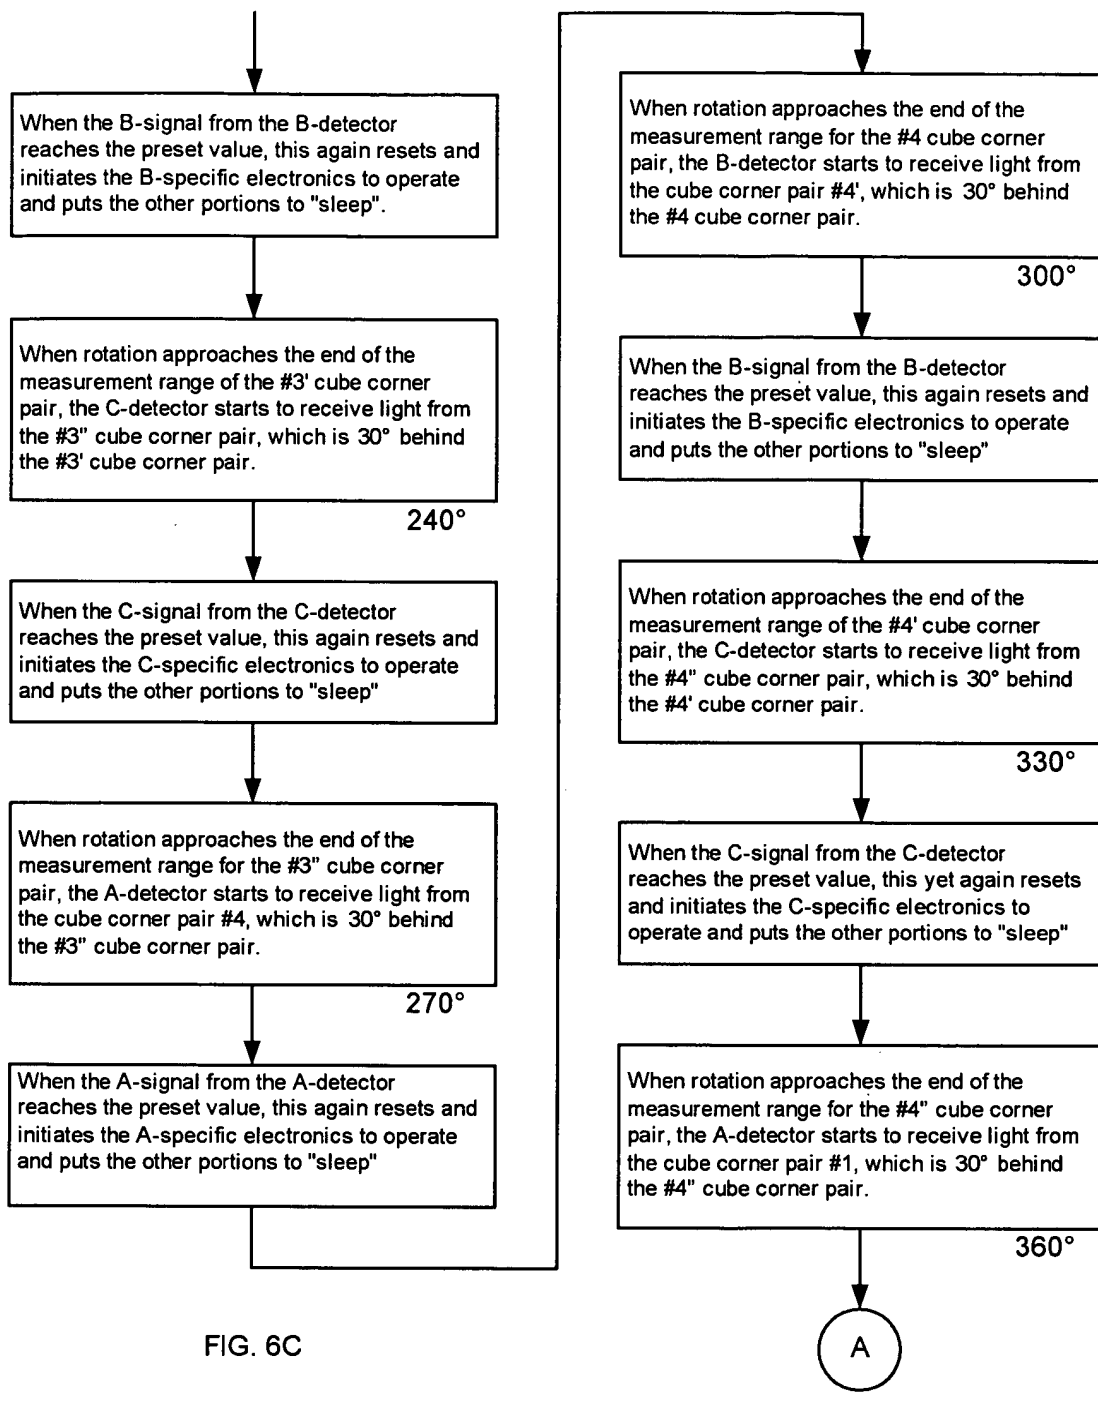 When the B-signal from the B-detector
reaches the preset value, this again resets and
initiates the B-specific electronics to operate
and puts the other portions to "sleep".
When rotation approaches the end of the
measurement range of the #3' cube corner
pair, the C-detector starts to receive light from
the #3" cube corner pair, which is 30° behind
the #3' cube corner pair.
240°
When the C-signal from the C-detector
reaches the preset value, this again resets and
initiates the C-specific electronics to operate
and puts the other portions to "sleep"
When rotation approaches the end of the
measurement range for the #3" cube corner
pair, the A-detector starts to receive light from
the cube corner pair #4, which is 30° behind
the #3" cube corner pair.
270°
When the A-signal from the A-detector
reaches the preset value, this again resets and
initiates the A-specific electronics to operate
and puts the other portions to "sleep"
When rotation approaches the end of the
measurement range for the #4 cube corner
pair, the B-detector starts to receive light from
the cube corner pair #4', which is 30° behind
the #4 cube corner pair.
300°
When the B-signal from the B-detector
reaches the preset value, this again resets and
initiates the B-specific electronics to operate
and puts the other portions to "sleep"
When rotation approaches the end of the
measurement range of the #4' cube corner
pair, the C-detector starts to receive light from
the #4" cube corner pair, which is 30° behind
the #4' cube corner pair.
330°
When the C-signal from the C-detector
reaches the preset value, this yet again resets
and initiates the C-specific electronics to
operate and puts the other portions to "sleep"
When rotation approaches the end of the
measurement range for the #4" cube corner
pair, the A-detector starts to receive light from
the cube corner pair #1, which is 30° behind
the #4" cube corner pair.
360°
A
FIG. 6C